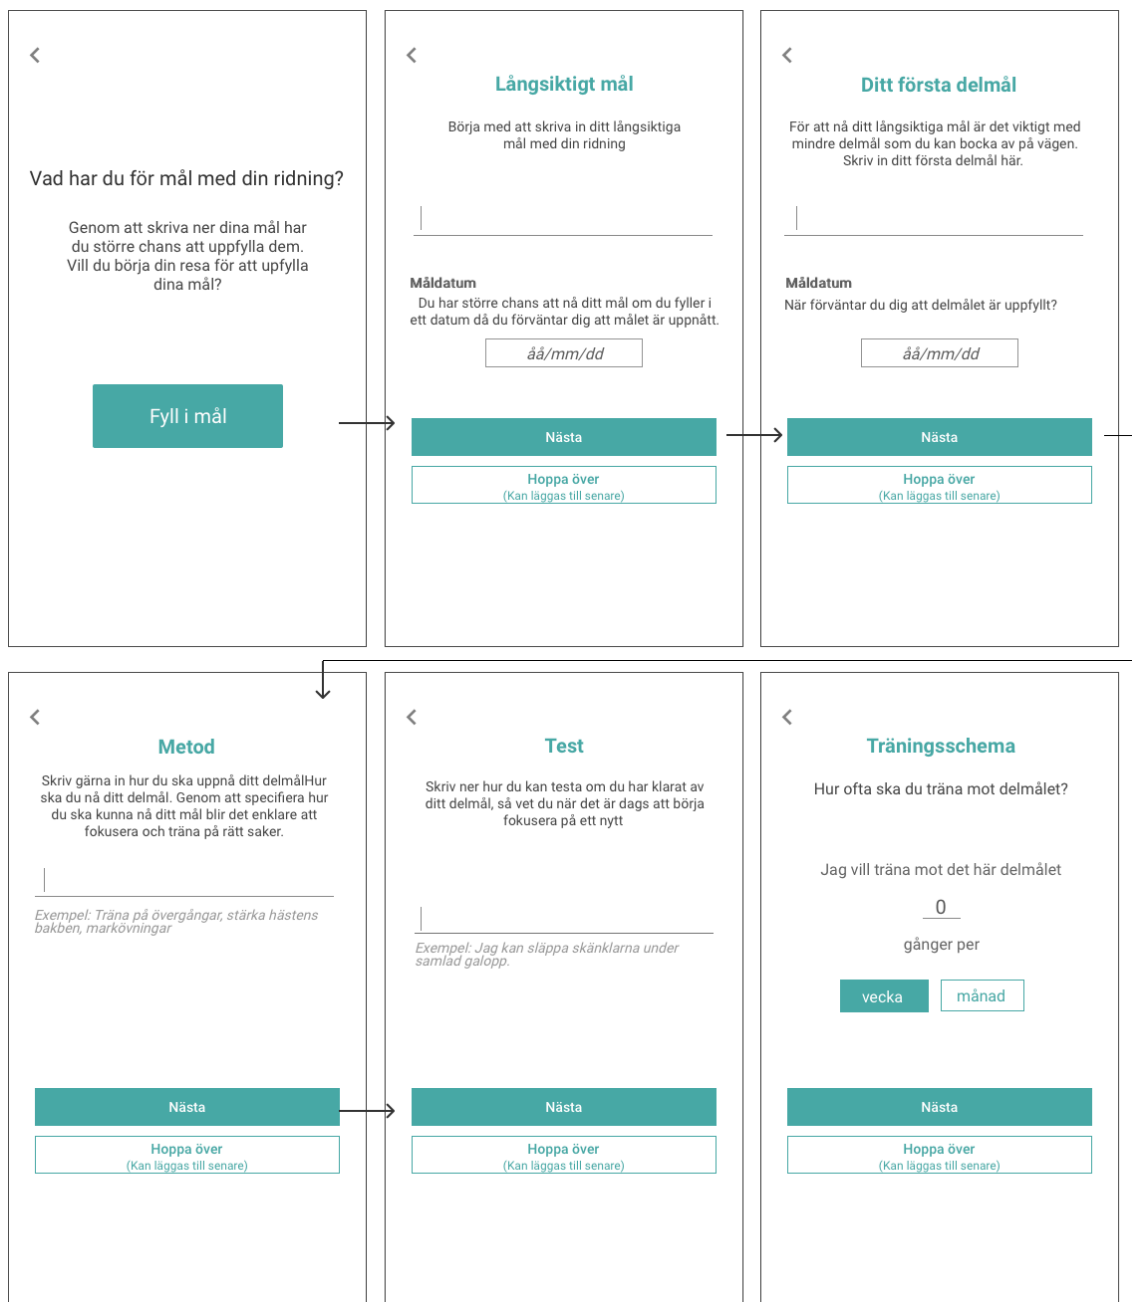 Vad har du för mål med din ridning?
Genom att skriva ner dina mål har
du större chans att uppfylla dem.
Vill du börja din resa för att upfylla
dina mål?
Fyll i mål
Långsiktigt mål
Börja med att skriva in ditt långsiktiga
mål med din ridning
Måldatum
Du har större chans att nå ditt mål om du fyller i
ett datum då du förväntar dig att målet är uppnått.
åå/mm/dd
Nästa
Hoppa över
(Kan läggas till senare)
Ditt första delmål
För att nå ditt långsiktiga mål är det viktigt med
mindre delmål som du kan bocka av på vägen.
Skriv in ditt första delmål här.
Måldatum
När förväntar du dig att delmålet är uppfyllt?
åå/mm/dd
Nästa
Hoppa över
(Kan läggas till senare)
Metod
Skriv gärna in hur du ska uppnå ditt delmålHur
ska du nå ditt delmål. Genom att specifiera hur
du ska kunna nå ditt mål blir det enklare att
fokusera och träna på rätt saker.
Exempel: Träna på övergångar, stärka hästens
bakben, markövningar
Nästa
Hoppa över
(Kan läggas till senare)
Test
Skriv ner hur du kan testa om du har klarat av
ditt delmål, så vet du när det är dags att börja
fokusera på ett nytt
Exempel: Jag kan släppa skänklarna under
samlad galopp.
Nästa
Hoppa över
(Kan läggas till senare)
Träningsschema
Hur ofta ska du träna mot delmålet?
Jag vill träna mot det här delmålet
0
gånger per
vecka
månad
Nästa
Hoppa över
(Kan läggas till senare)